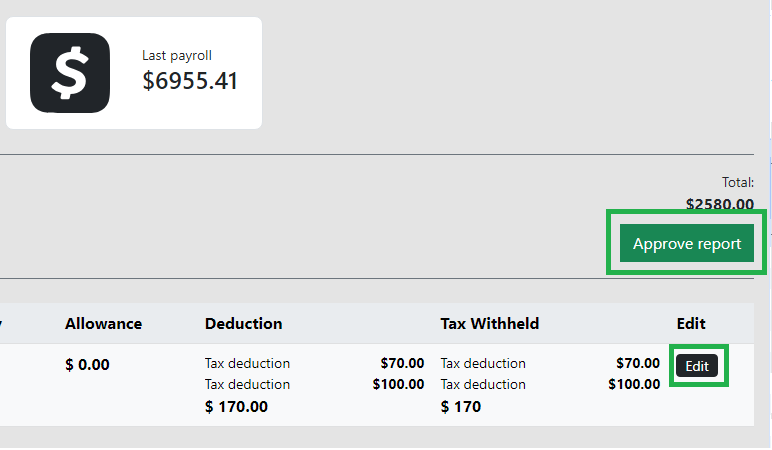 $
Last payroll
$6955.41
Total:
$2580.00
Approve report
Allowance Deduction Tax Withheld Edit
$ 0.00 Tax deduction $70.00 Tax deduction $70.00 Edit
Tax deduction $100.00 Tax deduction $100.00
$ 170.00 $ 170